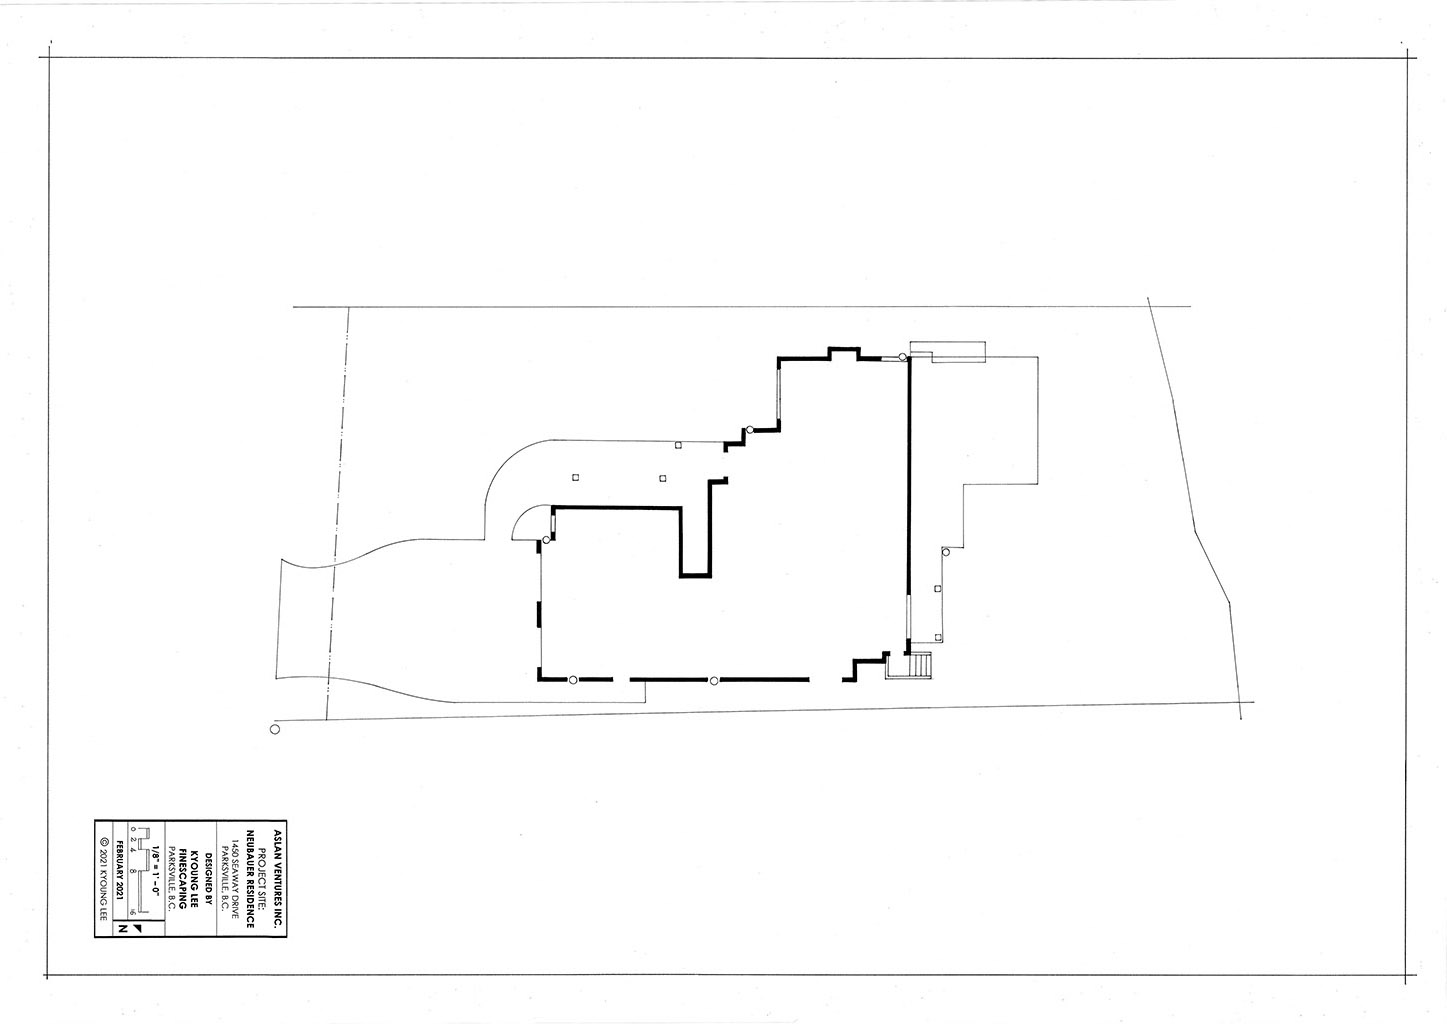 ASLAN VENTURES INC.
PROJECT SITE:
NEUBAUER RESIDENCE
1450 SEAWAY DRIVE
PARKSVILLE, B.C.
DESIGNED BY
KYOUNG LEE
FINESCAPING
PARKSVILLE, B.C.
1/8" = 1' – 0"
0 2 4 8 16
FEBRUARY 2021
N
© 2021 KYOUNG LEE